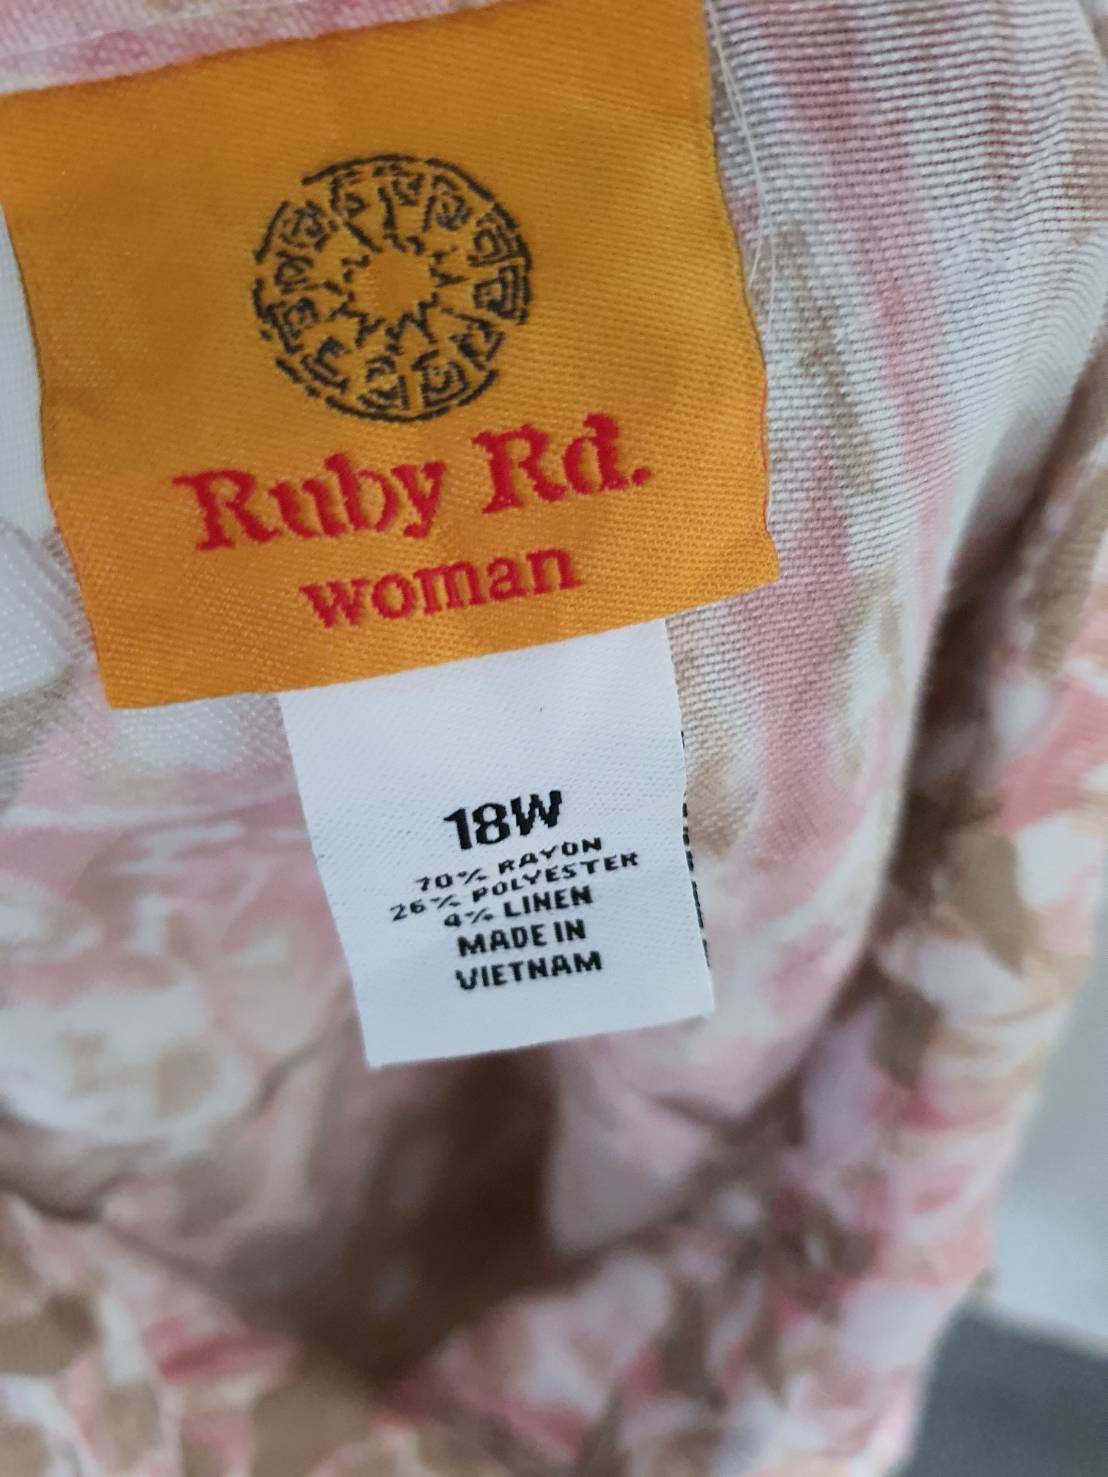 Ruby Rd.
woman
18W
70% RAYON
26% POLYESTER
4% LINEN
MADE IN
VIETNAM